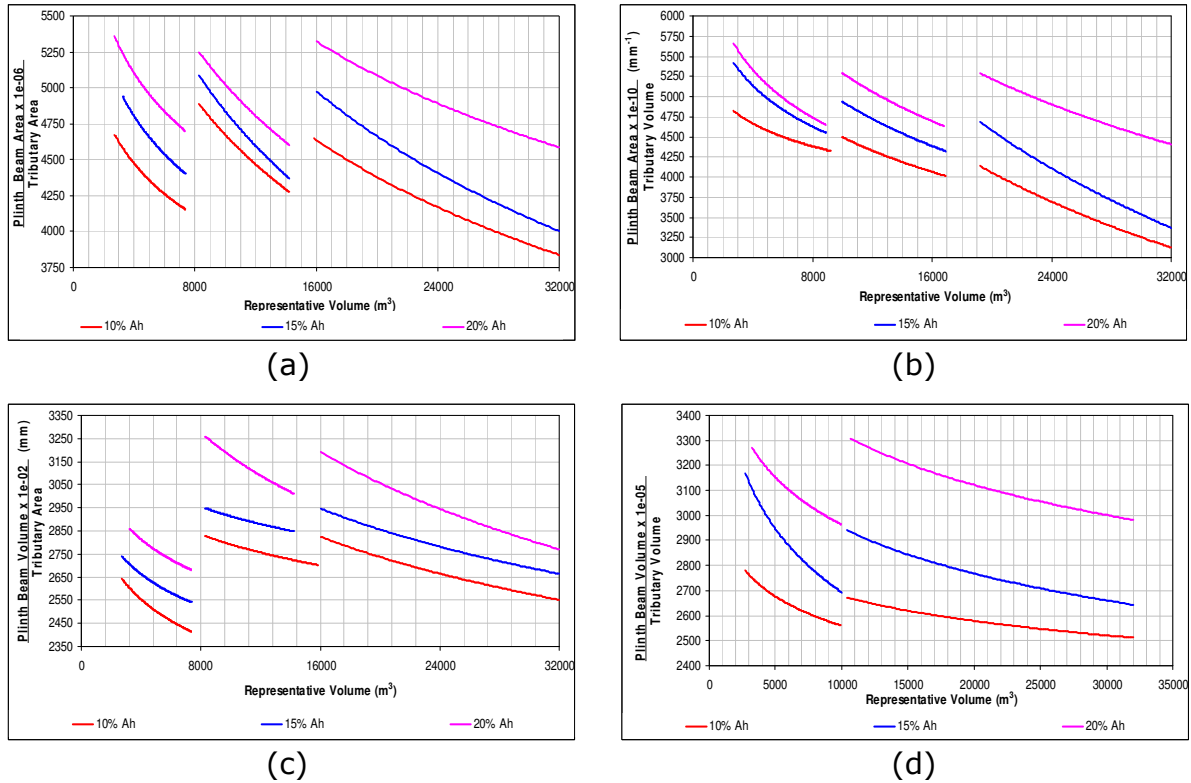 Plinth Beam Area x 1e-06
Tributary Area
5500
5250
5000
4750
4500
4250
4000
3750
0 8000 16000 24000 32000
Representative Volume (m³)
10% Ah 15% Ah 20% Ah
(a)
Plinth Beam Area x 1e-10 (mm⁻¹)
Tributary Volume
6000
5750
5500
5250
5000
4750
4500
4250
4000
3750
3500
3250
3000
0 8000 16000 24000 32000
Representative Volume (m³)
10% Ah 15% Ah 20% Ah
(b)
Plinth Beam Volume x 1e-02 (mm)
Tributary Area
3350
3250
3150
3050
2950
2850
2750
2650
2550
2450
2350
0 8000 16000 24000 32000
Representative Volume (m³)
10% Ah 15% Ah 20% Ah
(c)
Plinth Beam Volume x 1e-05
Tributary Volume
3400
3300
3200
3100
3000
2900
2800
2700
2600
2500
2400
0 5000 10000 15000 20000 25000 30000 35000
Representative Volume (m³)
10% Ah 15% Ah 20% Ah
(d)